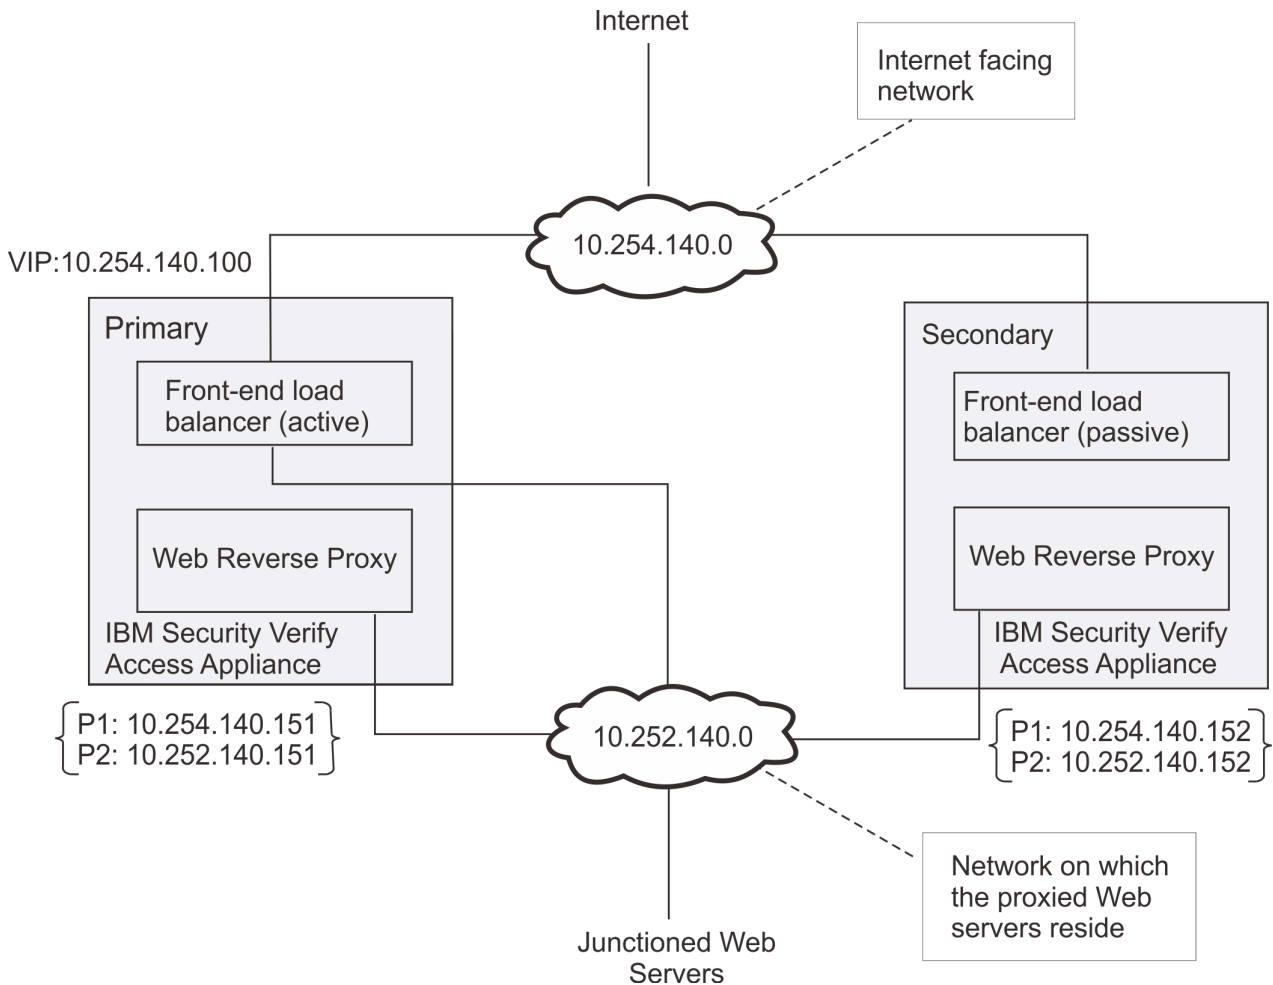 Internet
Internet facing
network
10.254.140.0
VIP:10.254.140.100
Primary
Front-end load
balancer (active)
Web Reverse Proxy
IBM Security Verify
Access Appliance
P1: 10.254.140.151
P2: 10.252.140.151
Secondary
Front-end load
balancer (passive)
Web Reverse Proxy
IBM Security Verify
Access Appliance
P1: 10.254.140.152
P2: 10.252.140.152
10.252.140.0
Network on which
the proxied Web
servers reside
Junctioned Web
Servers